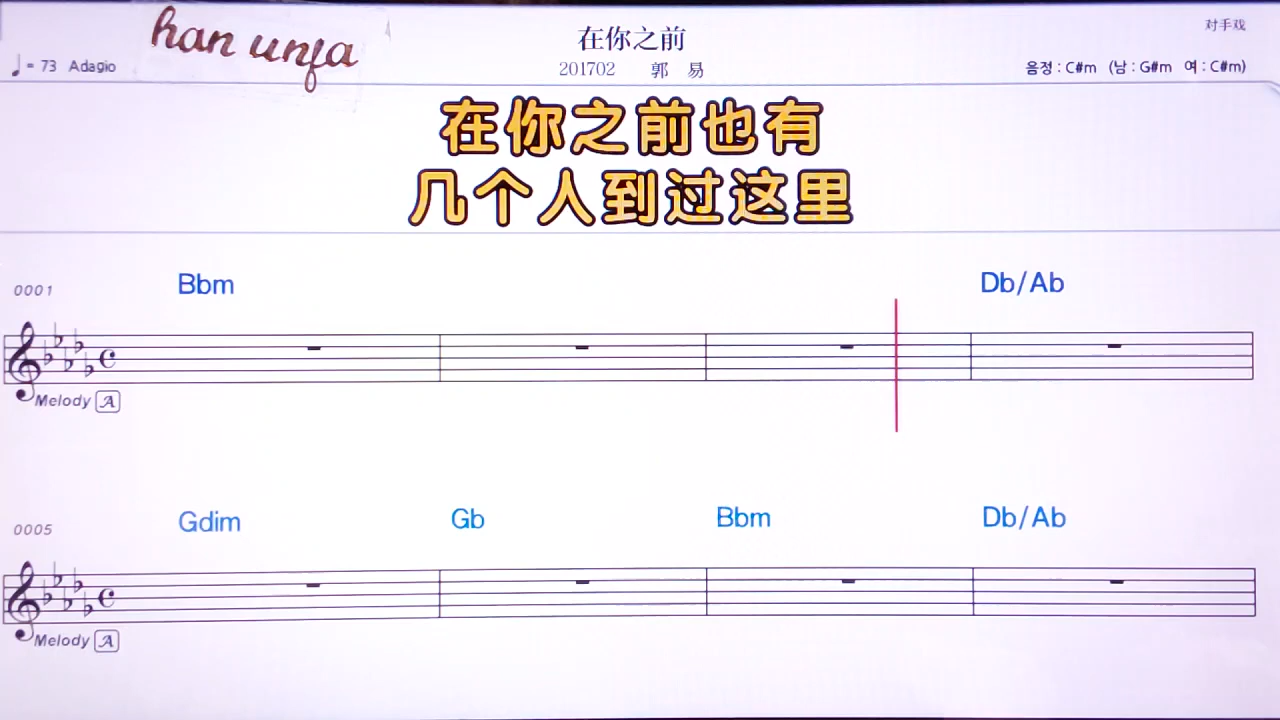 han unfa
在你之前
对手戏
♩= 73 Adagio
201702 郭 易
음정 : C#m (남 : G#m 여 : C#m)
在你之前也有
几个人到过这里
0001 Bbm Db/Ab
Melody A
0005 Gdim Gb Bbm Db/Ab
Melody A